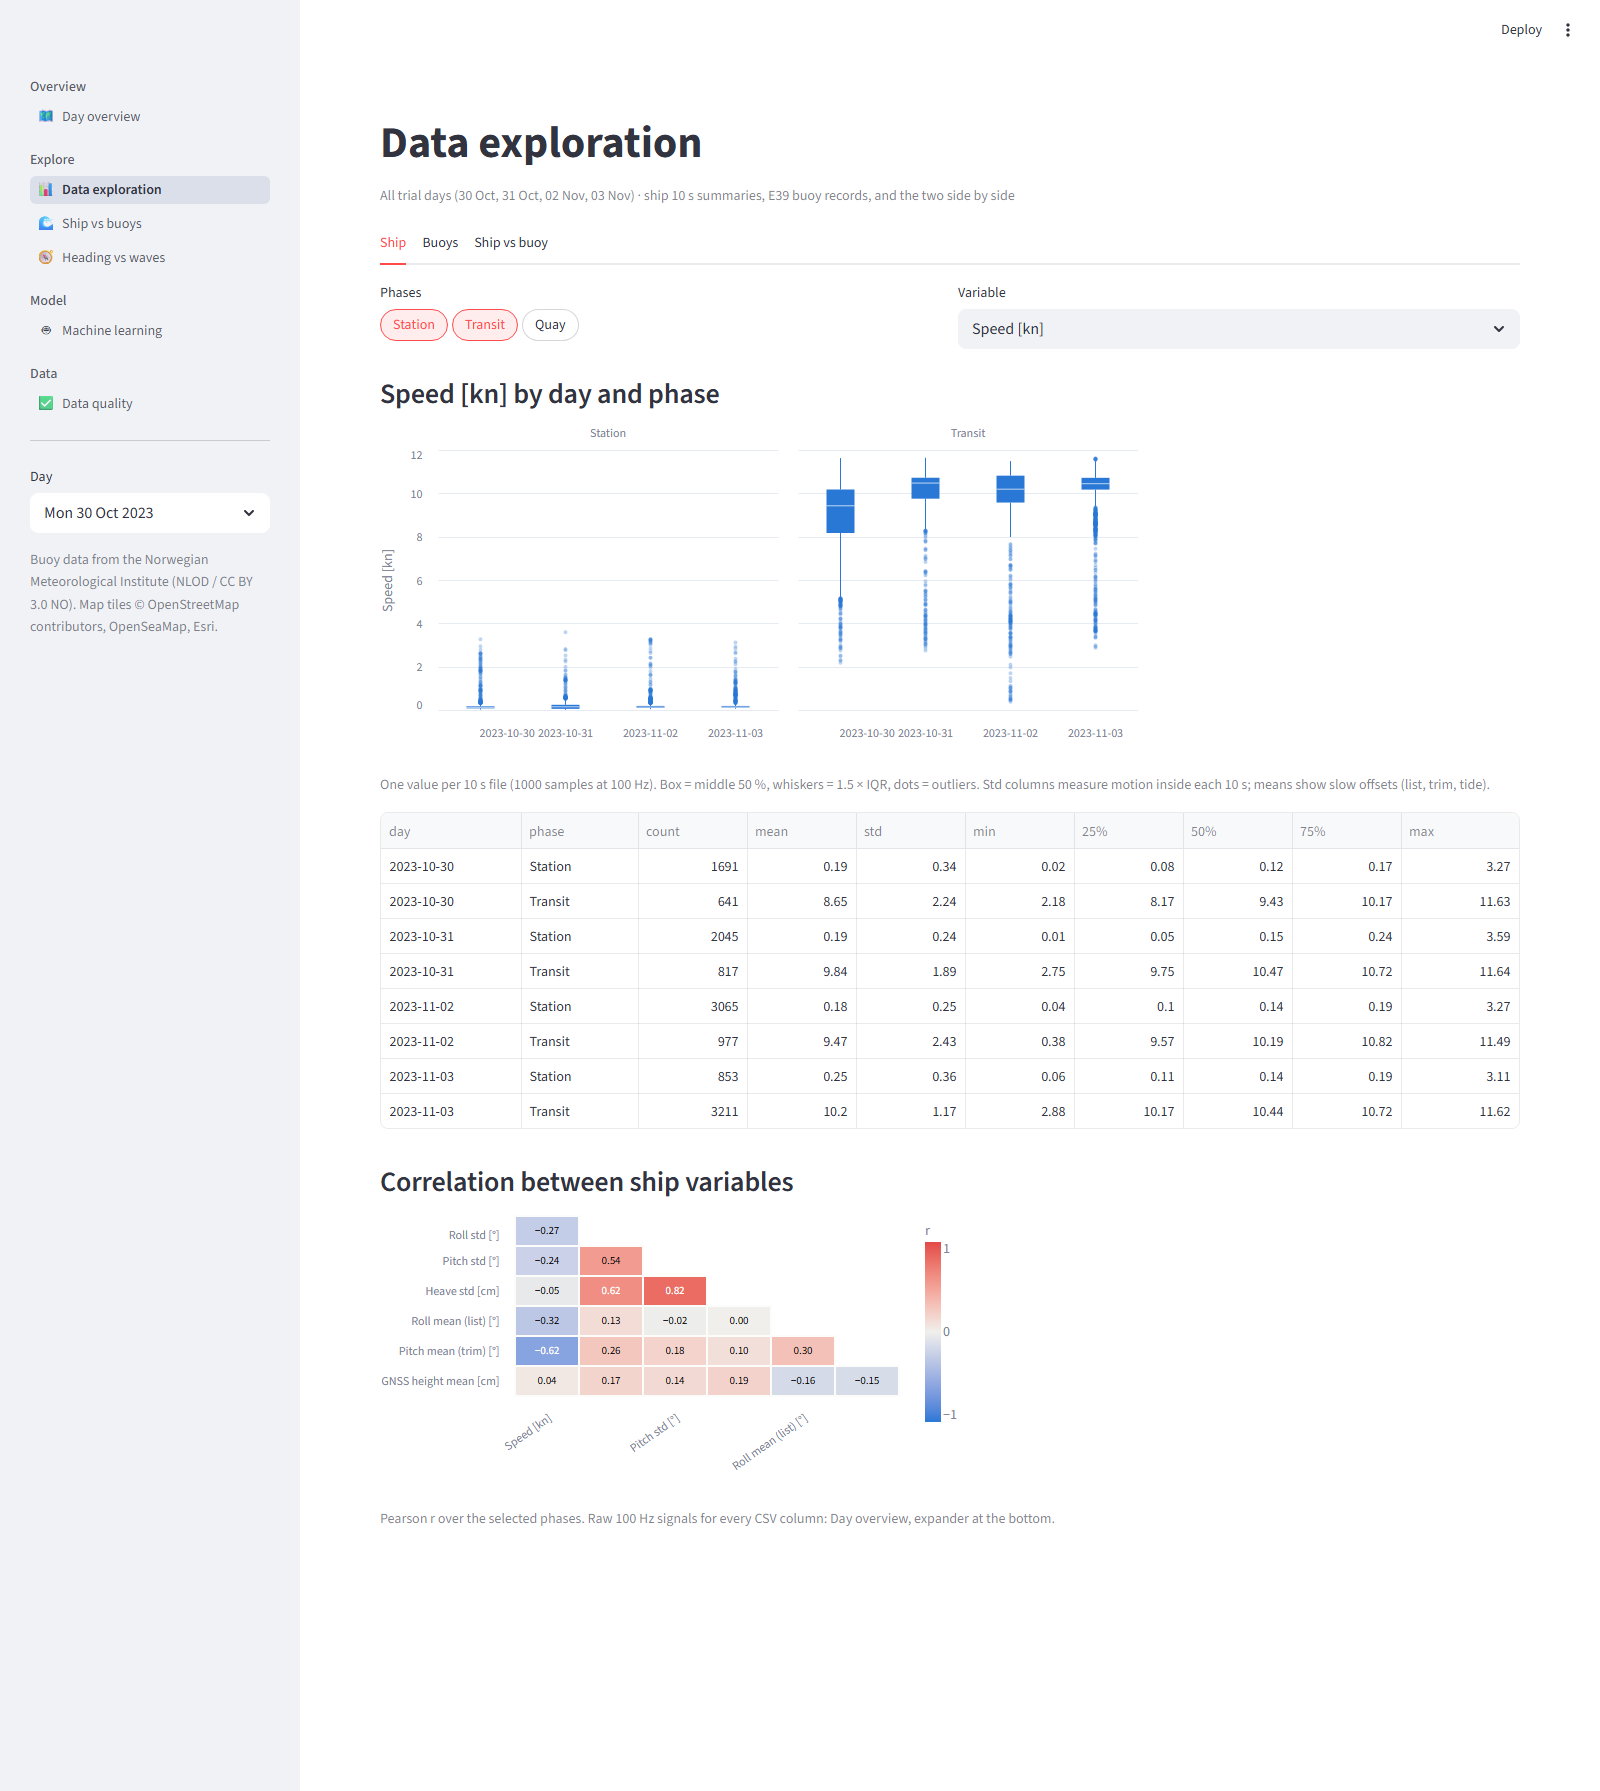 Deploy
Overview
Day overview
Explore
Data exploration
Ship vs buoys
Heading vs waves
Model
Machine learning
Data
Data quality
Day
Mon 30 Oct 2023
Buoy data from the Norwegian
Meteorological Institute (NLOD / CC BY
3.0 NO). Map tiles © OpenStreetMap
contributors, OpenSeaMap, Esri.
Data exploration
All trial days (30 Oct, 31 Oct, 02 Nov, 03 Nov) · ship 10 s summaries, E39 buoy records, and the two side by side
Ship Buoys Ship vs buoy
Phases
Station Transit Quay
Variable
Speed [kn]
Speed [kn] by day and phase
Station Transit
Speed [kn]
12
10
8
6
4
2
0
2023-10-30 2023-10-31 2023-11-02 2023-11-03 2023-10-30 2023-10-31 2023-11-02 2023-11-03
One value per 10 s file (1000 samples at 100 Hz). Box = middle 50 %, whiskers = 1.5 × IQR, dots = outliers. Std columns measure motion inside each 10 s; means show slow offsets (list, trim, tide).
day phase count mean std min 25% 50% 75% max
2023-10-30 Station 1691 0.19 0.34 0.02 0.08 0.12 0.17 3.27
2023-10-30 Transit 641 8.65 2.24 2.18 8.17 9.43 10.17 11.63
2023-10-31 Station 2045 0.19 0.24 0.01 0.05 0.15 0.24 3.59
2023-10-31 Transit 817 9.84 1.89 2.75 9.75 10.47 10.72 11.64
2023-11-02 Station 3065 0.18 0.25 0.04 0.1 0.14 0.19 3.27
2023-11-02 Transit 977 9.47 2.43 0.38 9.57 10.19 10.82 11.49
2023-11-03 Station 853 0.25 0.36 0.06 0.11 0.14 0.19 3.11
2023-11-03 Transit 3211 10.2 1.17 2.88 10.17 10.44 10.72 11.62
Correlation between ship variables
Roll std [°] −0.27
Pitch std [°] −0.24 0.54
Heave std [cm] −0.05 0.62 0.82
Roll mean (list) [°] −0.32 0.13 −0.02 0.00
Pitch mean (trim) [°] −0.62 0.26 0.18 0.10 0.30
GNSS height mean [cm] 0.04 0.17 0.14 0.19 −0.16 −0.15
Speed [kn] Pitch std [°] Roll mean (list) [°]
r
1
0
−1
Pearson r over the selected phases. Raw 100 Hz signals for every CSV column: Day overview, expander at the bottom.